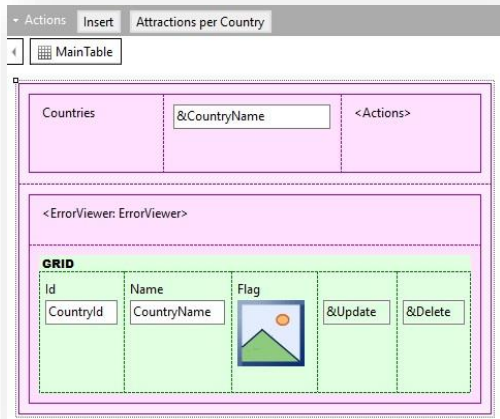 Actions Insert Attractions per Country
MainTable
Countries &CountryName <Actions>
<ErrorViewer: ErrorViewer>
GRID
Id Name Flag
CountryId CountryName &Update &Delete